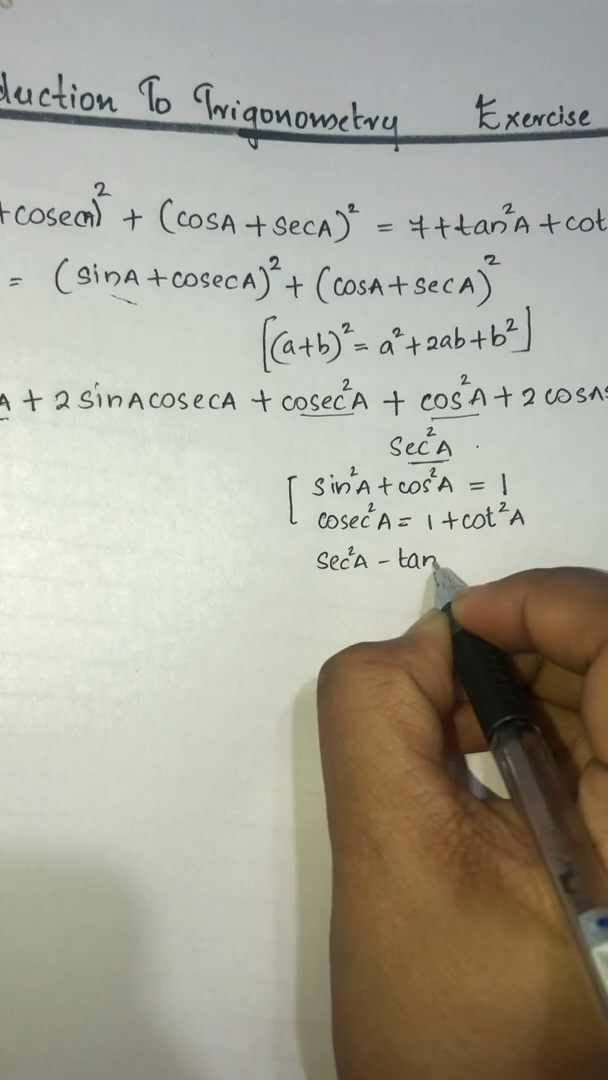 duction To Trigonometry Exercise
+cosecA)² + (cosA + secA)² = 7+tan²A + cot
= (sinA + cosecA)² + (cosA + secA)²
[(a+b)² = a² + 2ab + b²]
A + 2 sinA cosecA + cosec²A + cos²A + 2 cosAs
sec²A .
[ sin²A + cos²A = 1
cosec²A = 1 + cot²A
sec²A - tan